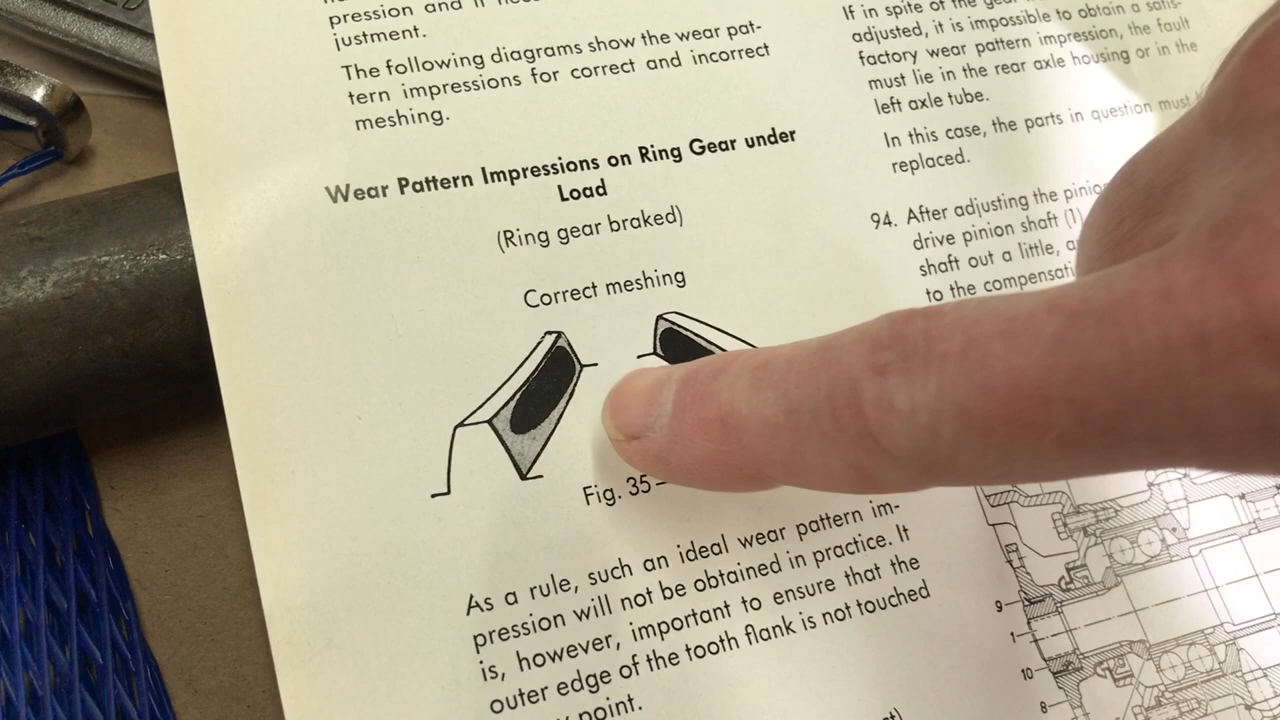 pression and it
justment.
The following diagrams show the wear pat-
tern impressions for correct and incorrect
meshing.
Wear Pattern Impressions on Ring Gear under
Load
(Ring gear braked)
Correct meshing
Fig. 35–
As a rule, such an ideal wear pattern im-
pression will not be obtained in practice. It
is, however, important to ensure that the
outer edge of the tooth flank is not touched
point.
If in spite of the gear
adjusted, it is impossible to obtain a satis-
factory wear pattern impression, the fault
must lie in the rear axle housing or in the
left axle tube.
In this case, the parts in question must
replaced.
94. After adjusting the pinion
drive pinion shaft (1)
shaft out a little,
to the
9
1
10
8